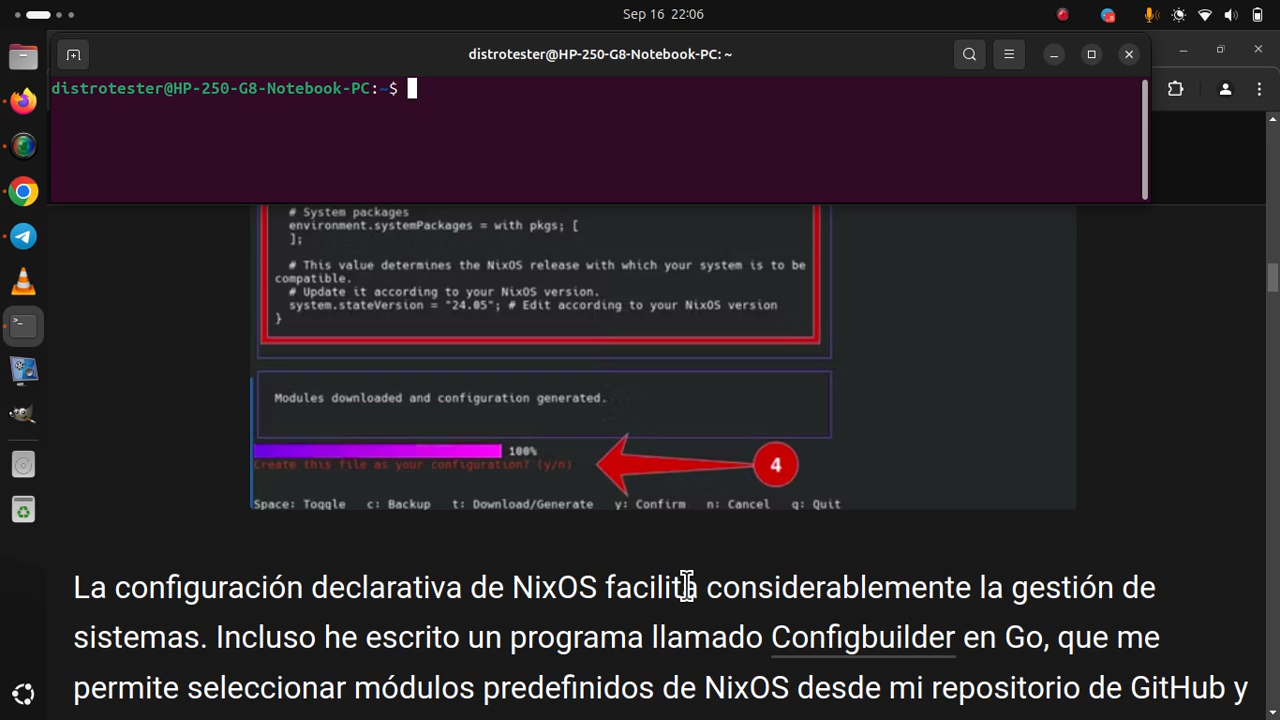 Sep 16 22:06
distrotester@HP-250-G8-Notebook-PC: ~
distrotester@HP-250-G8-Notebook-PC:~$
# System packages
environment.systemPackages = with pkgs; [
];
# This value determines the NixOS release with which your system is to be
compatible.
# Update it according to your NixOS version.
system.stateVersion = "24.05"; # Edit according to your NixOS version
}
Modules downloaded and configuration generated.
100%
Create this file as your configuration? (y/n)
4
Space: Toggle c: Backup t: Download/Generate y: Confirm n: Cancel q: Quit
La configuración declarativa de NixOS facilita considerablemente la gestión de
sistemas. Incluso he escrito un programa llamado Configbuilder en Go, que me
permite seleccionar módulos predefinidos de NixOS desde mi repositorio de GitHub y